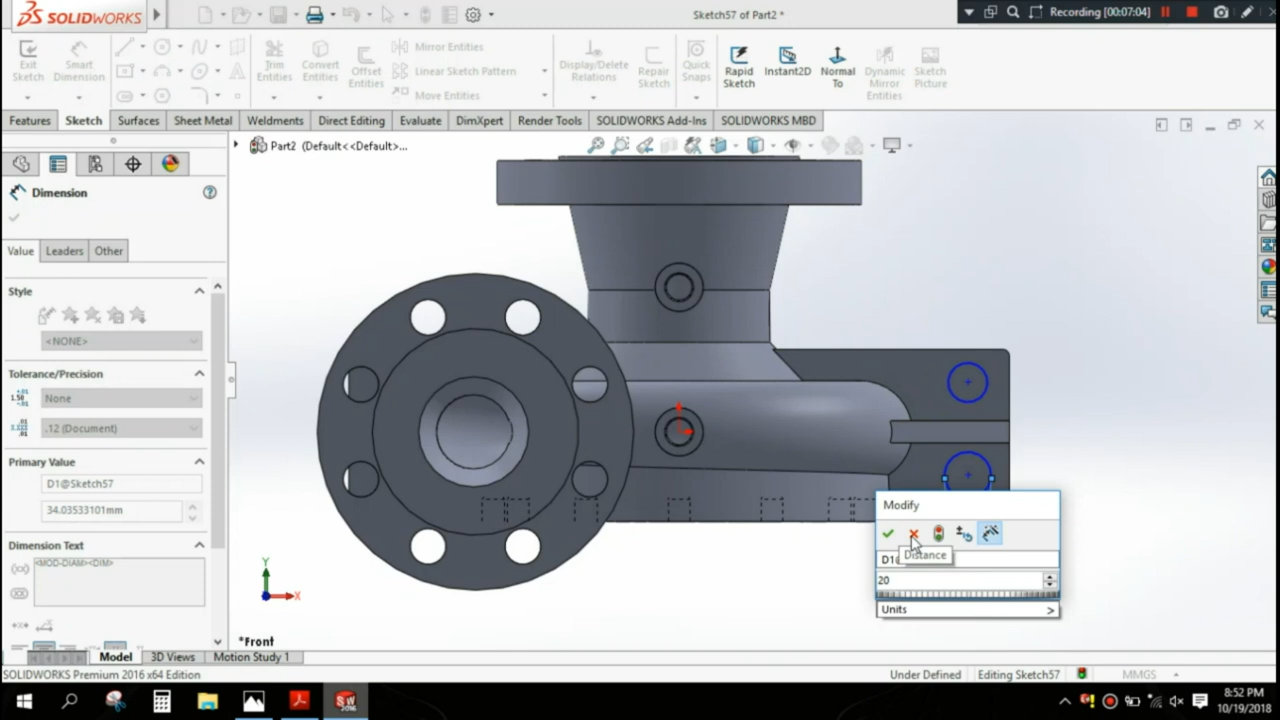 SOLIDWORKS
Sketch57 of Part2 *
Recording [00:07:04]
Exit Sketch
Smart Dimension
Trim Entities
Convert Entities
Offset Entities
Mirror Entities
Linear Sketch Pattern
Move Entities
Display/Delete Relations
Repair Sketch
Quick Snaps
Rapid Sketch
Instant2D
Normal To
Dynamic Mirror Entities
Sketch Picture
Features
Sketch
Surfaces
Sheet Metal
Weldments
Direct Editing
Evaluate
DimXpert
Render Tools
SOLIDWORKS Add-Ins
SOLIDWORKS MBD
Part2 (Default<<Default>...
Dimension
Value
Leaders
Other
Style
<NONE>
Tolerance/Precision
None
.12 (Document)
Primary Value
D1@Sketch57
34.03533101mm
Dimension Text
<MOD-DIAM><DIM>
Modify
Distance
D1@
20
Units
Y
X
*Front
Model
3D Views
Motion Study 1
SOLIDWORKS Premium 2016 x64 Edition
Under Defined
Editing Sketch57
MMGS
8:52 PM
10/19/2018